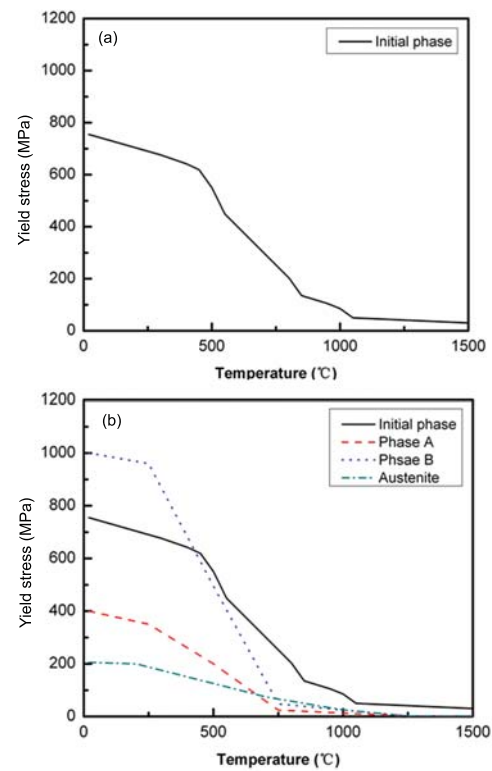 (a)
Initial phase
1200
1000
800
600
400
200
0
Yield stress (MPa)
0 500 1000 1500
Temperature (℃)
(b)
Initial phase
Phase A
Phsae B
Austenite
1200
1000
800
600
400
200
0
Yield stress (MPa)
0 500 1000 1500
Temperature (℃)